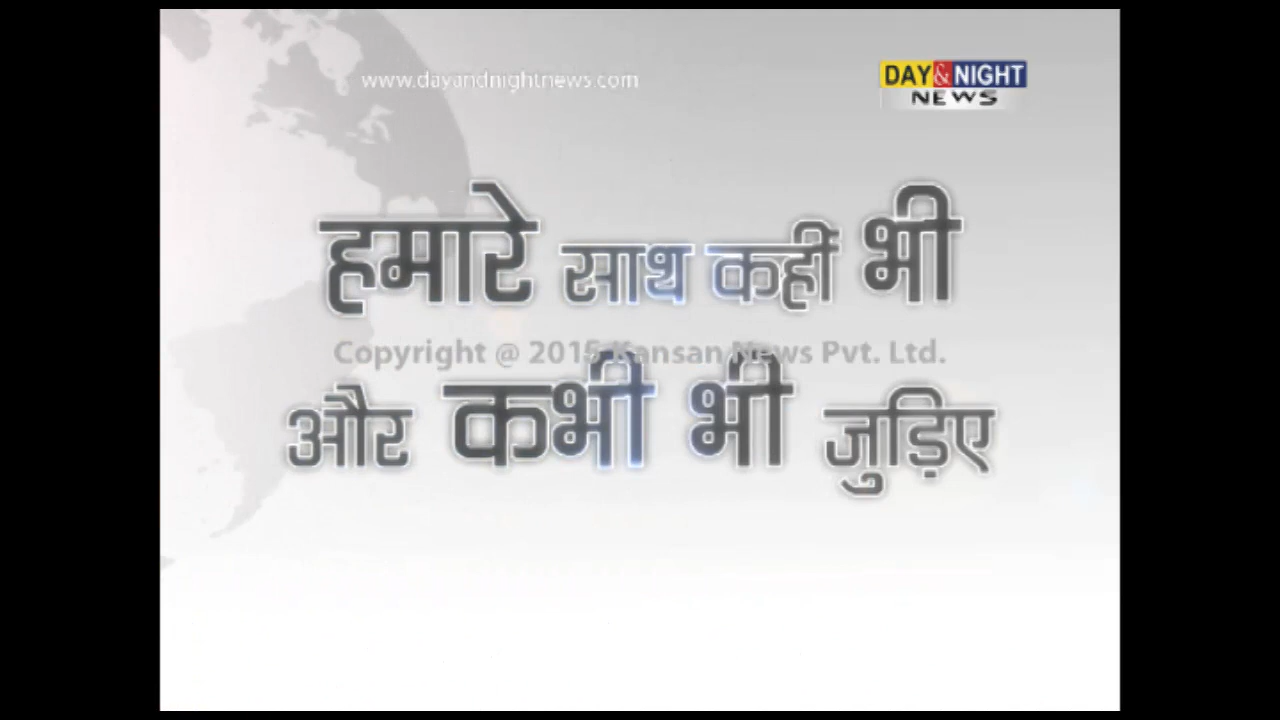 www.dayandnightnews.com
DAY&NIGHT
NEWS
हमारे साथ कहीं भी
Copyright @ 2015 Kansan News Pvt. Ltd.
और कभी भी जुड़िए